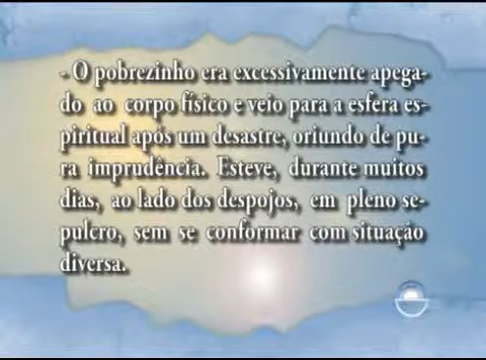 - O pobrezinho era excessivamente apega-
do ao corpo físico e veio para a esfera es-
piritual após um desastre, oriundo de pu-
ra imprudência. Esteve, durante muitos
dias, ao lado dos despojos, em pleno se-
pulcro, sem se conformar com situação
diversa.